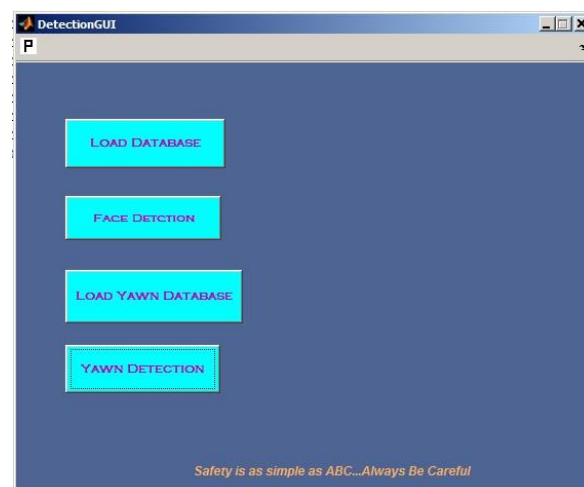 DetectionGUI
P
LOAD DATABASE
FACE DETCTION
LOAD YAWN DATABASE
YAWN DETECTION
Safety is as simple as ABC...Always Be Careful